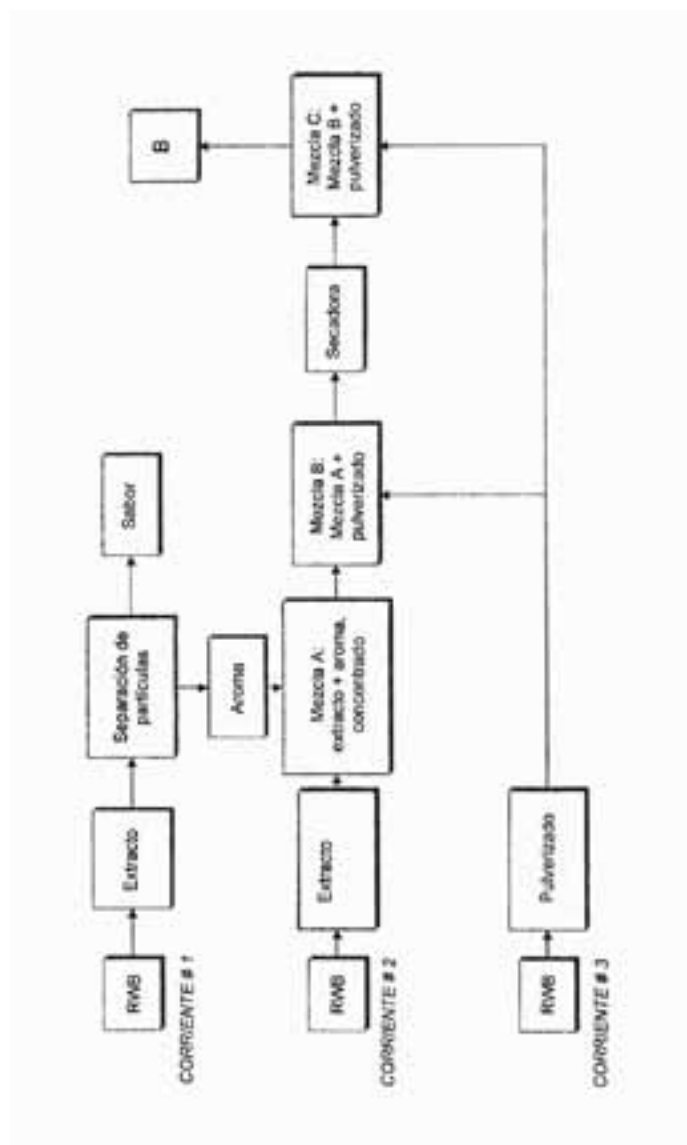 RWB
Extracto
Separación de
partículas
Sabor
CORRIENTE # 1
Aroma
RWB
Extracto
Mezcla A:
extracto + aroma,
concentrado
Mezcla B:
Mezcla A +
pulverizado
Secadora
Mezcla C:
Mezcla B +
pulverizado
B
CORRIENTE # 2
RWB
Pulverizado
CORRIENTE # 3